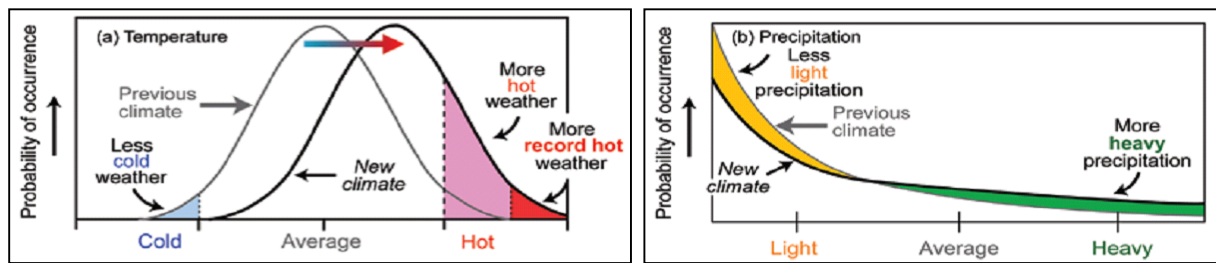 (a) Temperature
Probability of occurrence
Previous
climate
Less
cold
weather
New
climate
More
hot
weather
More
record hot
weather
Cold
Average
Hot
(b) Precipitation
Probability of occurrence
Less
light
precipitation
Previous
climate
New
climate
More
heavy
precipitation
Light
Average
Heavy